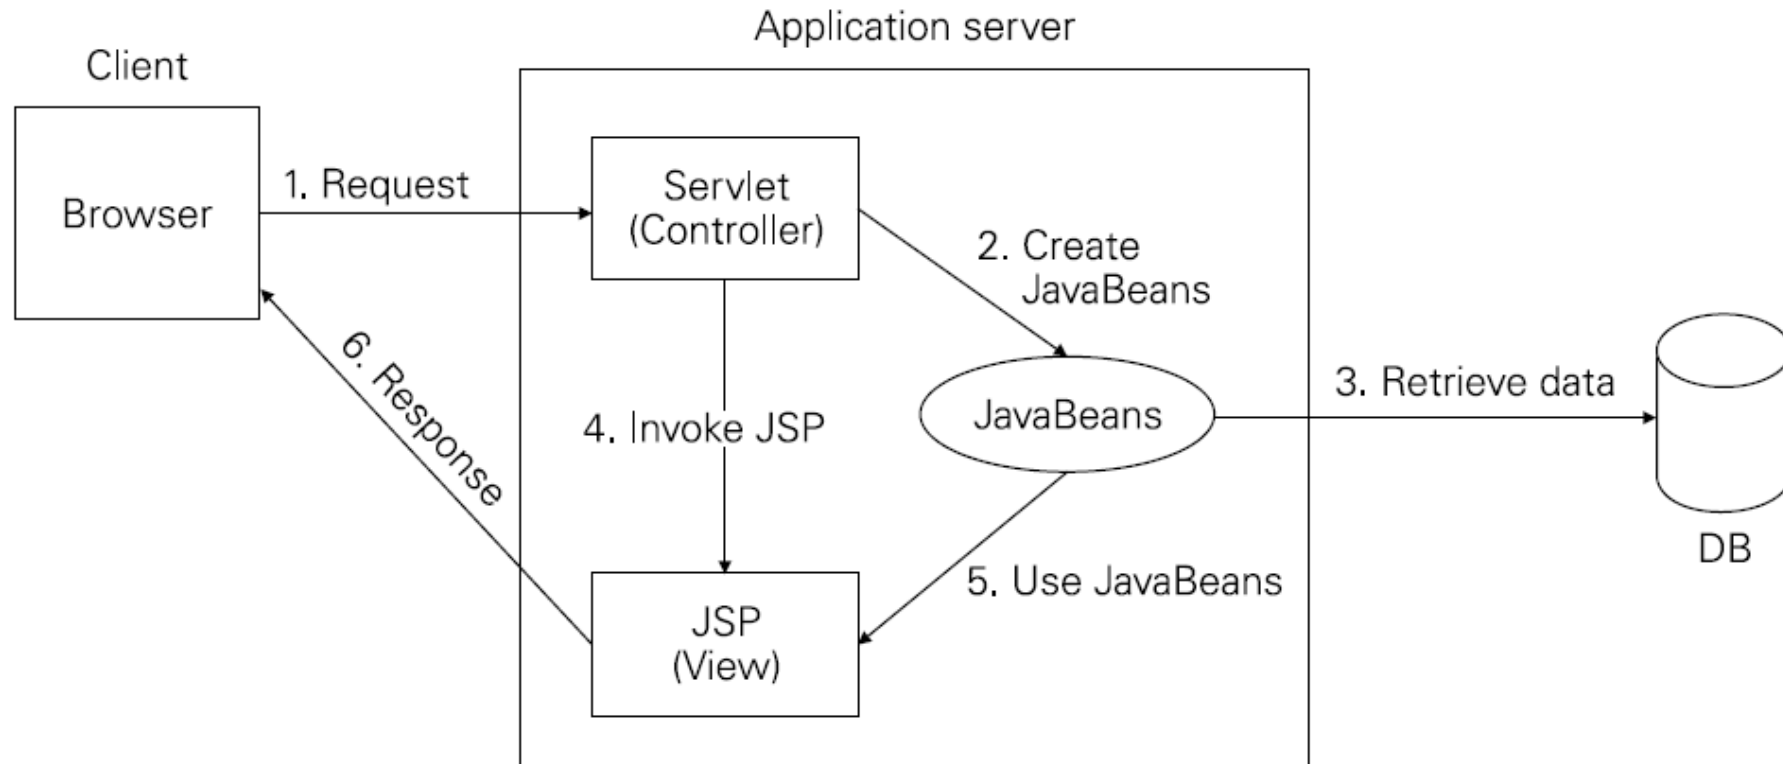 Application server
Client
Browser
1. Request
Servlet
(Controller)
2. Create
JavaBeans
6. Response
4. Invoke JSP
JavaBeans
3. Retrieve data
DB
5. Use JavaBeans
JSP
(View)